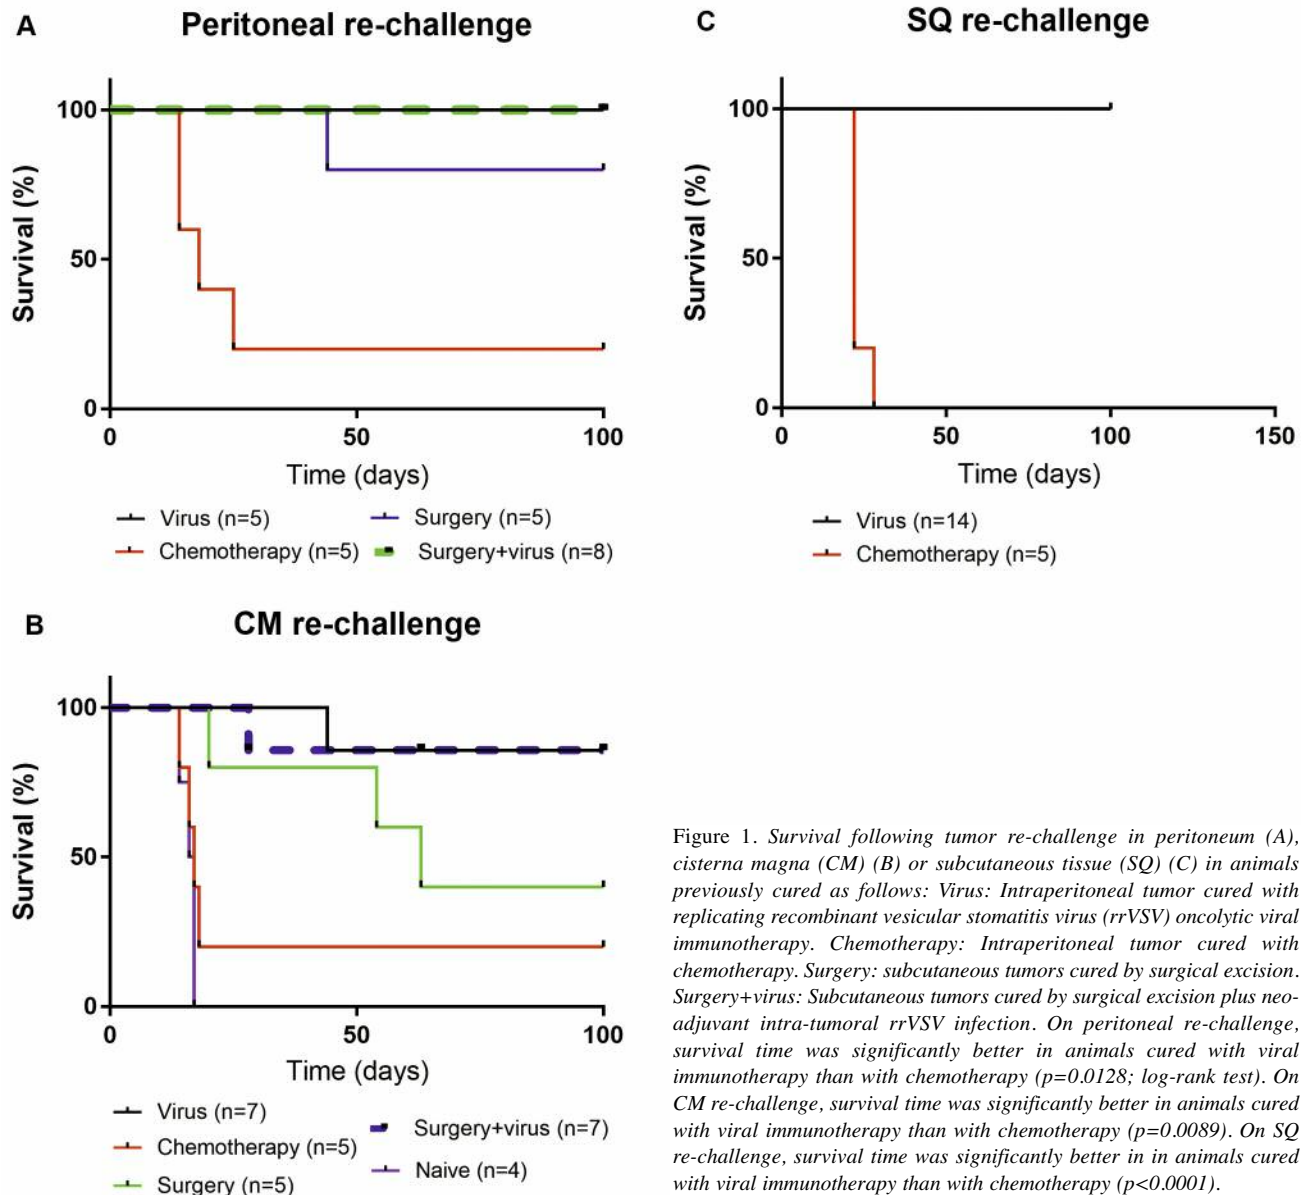 A
Peritoneal re-challenge
Survival (%)
100
50
0
0
50
100
Time (days)
Virus (n=5)
Surgery (n=5)
Chemotherapy (n=5)
Surgery+virus (n=8)
C
SQ re-challenge
Survival (%)
100
50
0
0
50
100
150
Time (days)
Virus (n=14)
Chemotherapy (n=5)
B
CM re-challenge
Survival (%)
100
50
0
0
50
100
Time (days)
Virus (n=7)
Surgery+virus (n=7)
Chemotherapy (n=5)
Naive (n=4)
Surgery (n=5)
Figure 1. Survival following tumor re-challenge in peritoneum (A),
cisterna magna (CM) (B) or subcutaneous tissue (SQ) (C) in animals
previously cured as follows: Virus: Intraperitoneal tumor cured with
replicating recombinant vesicular stomatitis virus (rrVSV) oncolytic viral
immunotherapy. Chemotherapy: Intraperitoneal tumor cured with
chemotherapy. Surgery: subcutaneous tumors cured by surgical excision.
Surgery+virus: Subcutaneous tumors cured by surgical excision plus neo-
adjuvant intra-tumoral rrVSV infection. On peritoneal re-challenge,
survival time was significantly better in animals cured with viral
immunotherapy than with chemotherapy (p=0.0128; log-rank test). On
CM re-challenge, survival time was significantly better in animals cured
with viral immunotherapy than with chemotherapy (p=0.0089). On SQ
re-challenge, survival time was significantly better in in animals cured
with viral immunotherapy than with chemotherapy (p<0.0001).